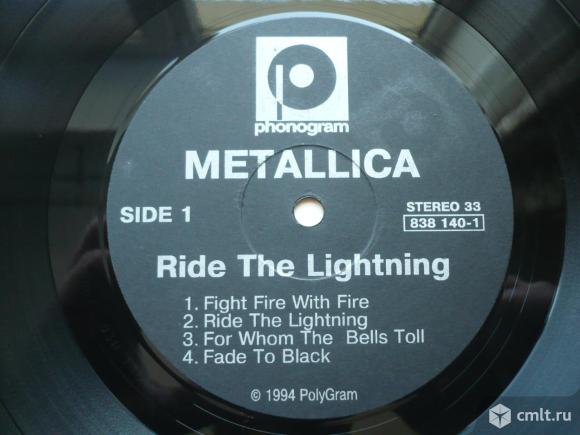 phonogram
METALLICA
SIDE 1
STEREO 33
838 140-1
Ride The Lightning
1. Fight Fire With Fire
2. Ride The Lightning
3. For Whom The Bells Toll
4. Fade To Black
© 1994 PolyGram
cmlt.ru